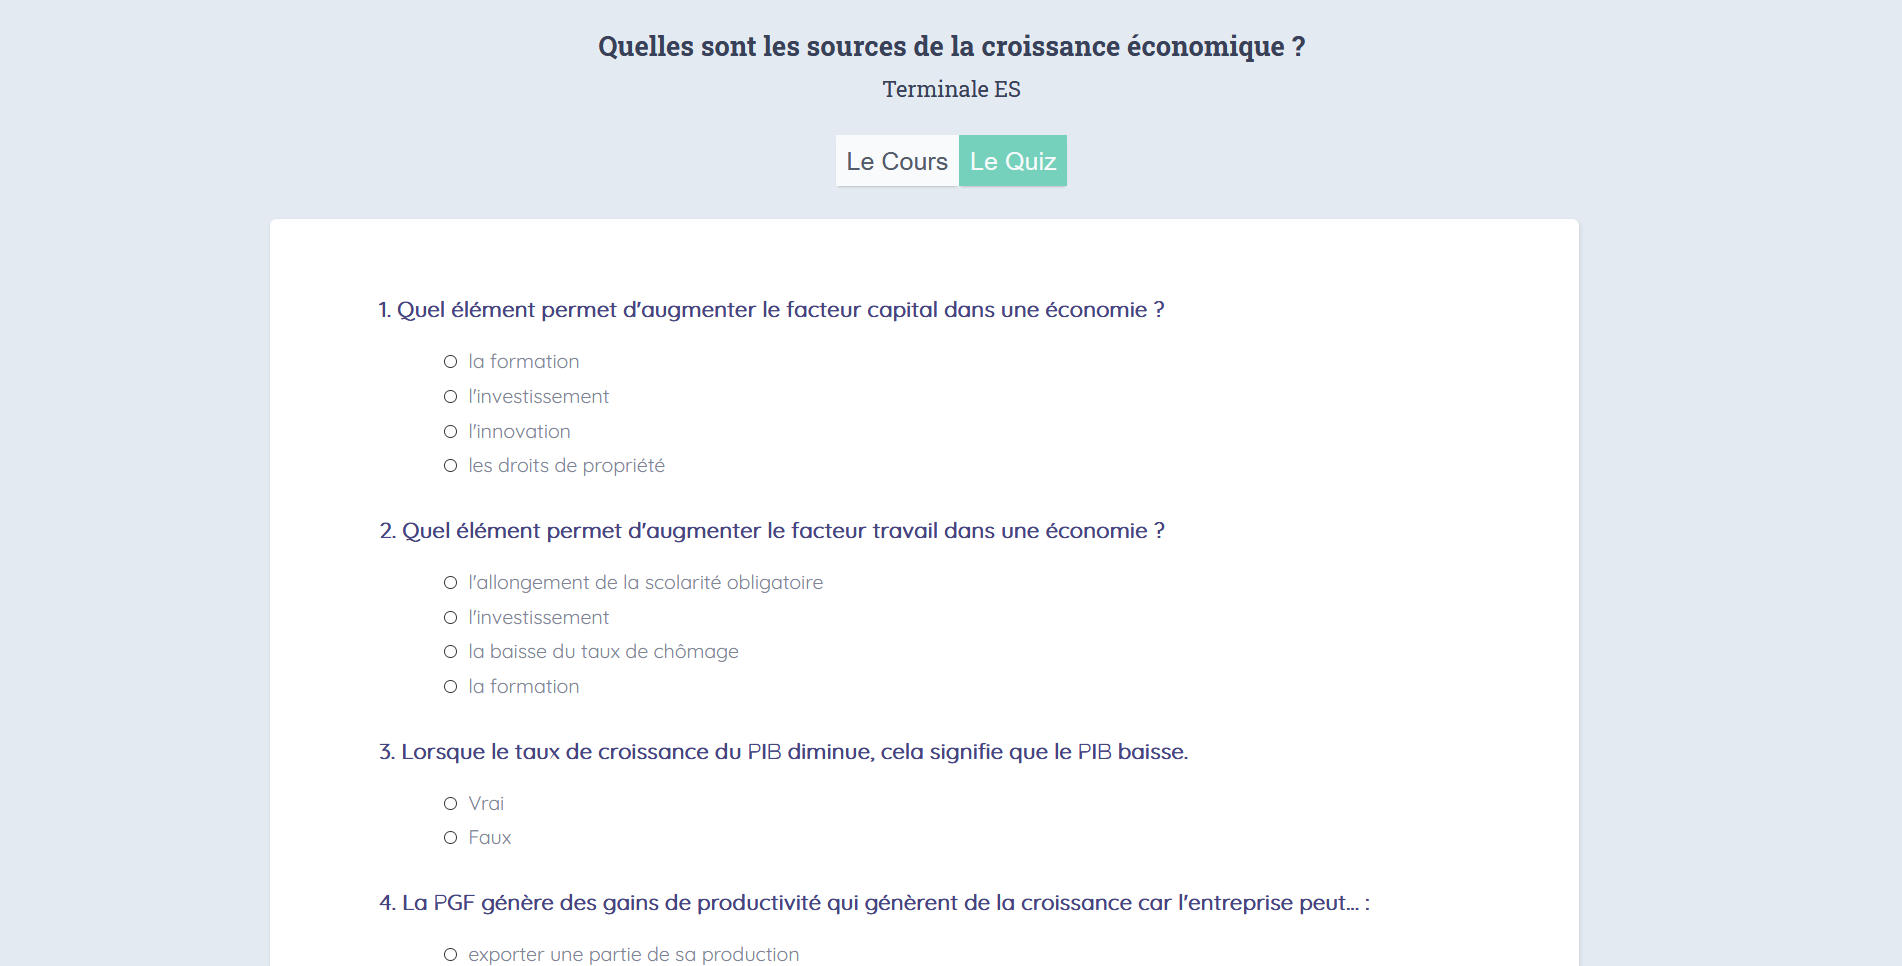 Quelles sont les sources de la croissance économique ?
Terminale ES
Le Cours Le Quiz
1. Quel élément permet d'augmenter le facteur capital dans une économie ?
la formation
l'investissement
l'innovation
les droits de propriété
2. Quel élément permet d'augmenter le facteur travail dans une économie ?
l'allongement de la scolarité obligatoire
l'investissement
la baisse du taux de chômage
la formation
3. Lorsque le taux de croissance du PIB diminue, cela signifie que le PIB baisse.
Vrai
Faux
4. La PGF génère des gains de productivité qui génèrent de la croissance car l'entreprise peut... :
exporter une partie de sa production